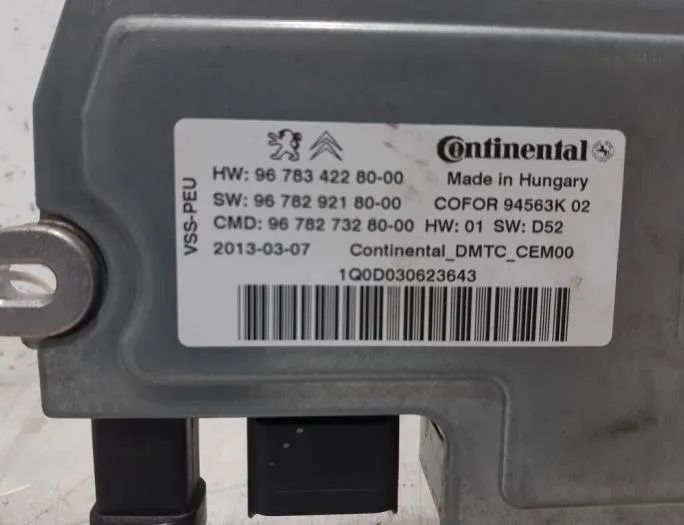 Continental
HW: 96 783 422 80-00 Made in Hungary
SW: 96 782 921 80-00 COFOR 94563K 02
CMD: 96 782 732 80-00 HW: 01 SW: D52
2013-03-07 Continental_DMTC_CEM00
1Q0D030623643
VSS-PEU